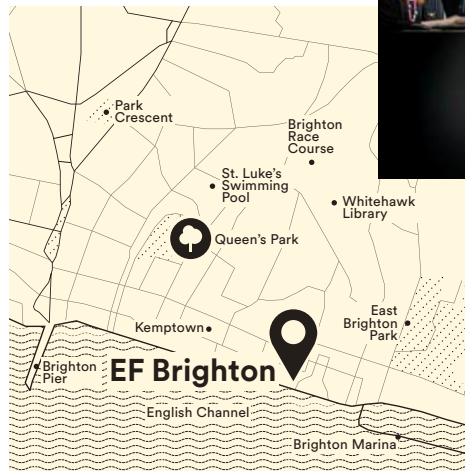 Park
Crescent
Brighton
Race
Course
St. Luke's
Swimming
Pool
Whitehawk
Library
Queen's Park
East
Brighton
Park
Kemptown
Brighton
Pier
EF Brighton
English Channel
Brighton Marina